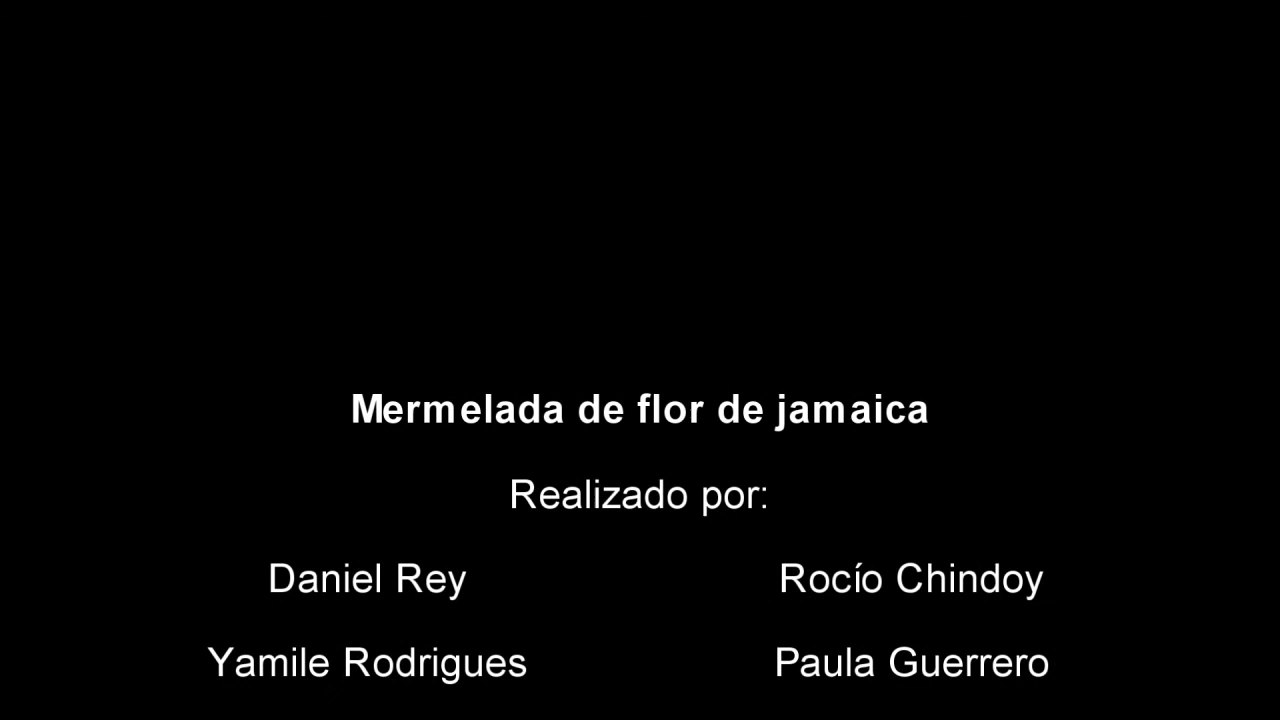 Mermelada de flor de jamaica
Realizado por:
Daniel Rey Rocío Chindoy
Yamile Rodrigues Paula Guerrero